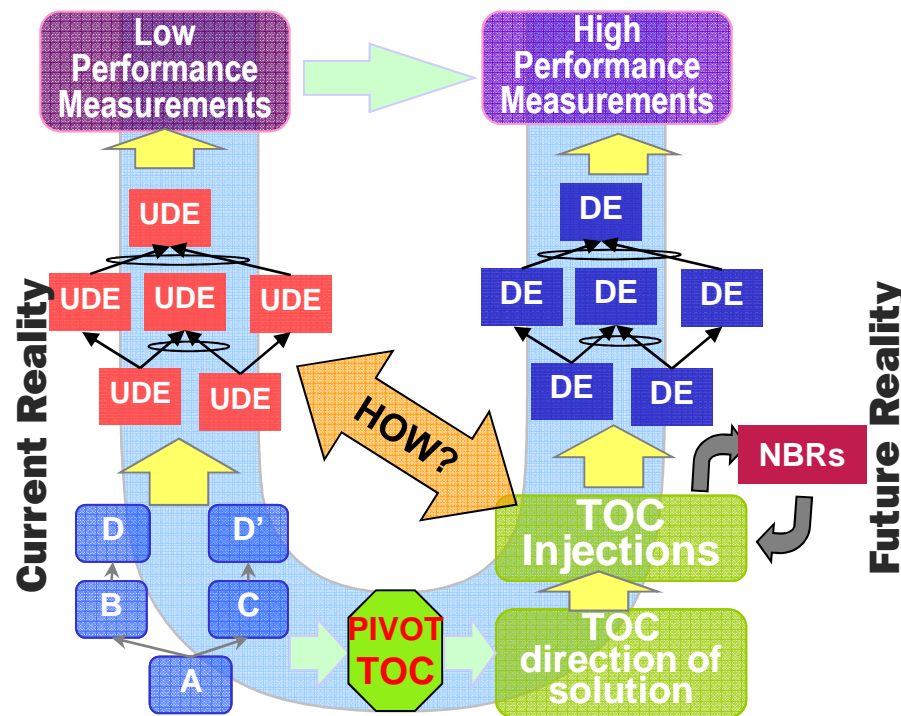 Low
Performance
Measurements
High
Performance
Measurements
UDE
UDE
UDE
UDE
UDE
UDE
DE
DE
DE
DE
DE
DE
Current Reality
Future Reality
HOW?
NBRs
D
D'
B
C
A
PIVOT
TOC
TOC
Injections
TOC
direction of
solution